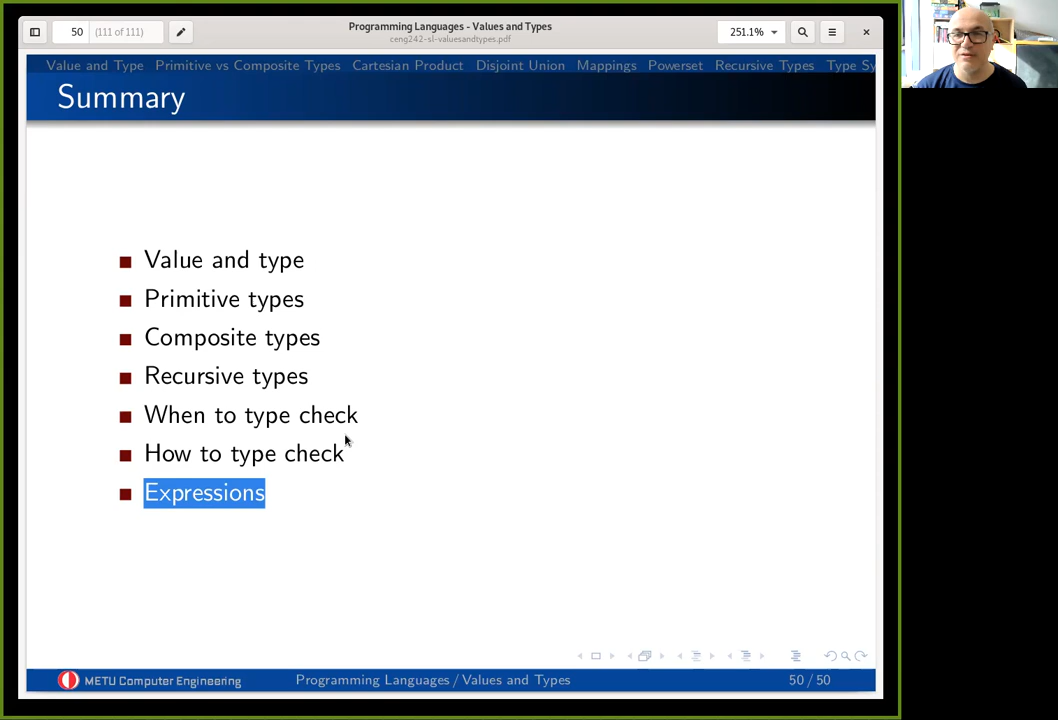 50 (111 of 111)
Programming Languages - Values and Types
ceng242-sl-valuesandtypes.pdf
251.1%
Value and Type Primitive vs Composite Types Cartesian Product Disjoint Union Mappings Powerset Recursive Types Type Sy
Summary
Value and type
Primitive types
Composite types
Recursive types
When to type check
How to type check
Expressions
METU Computer Engineering Programming Languages / Values and Types 50 / 50